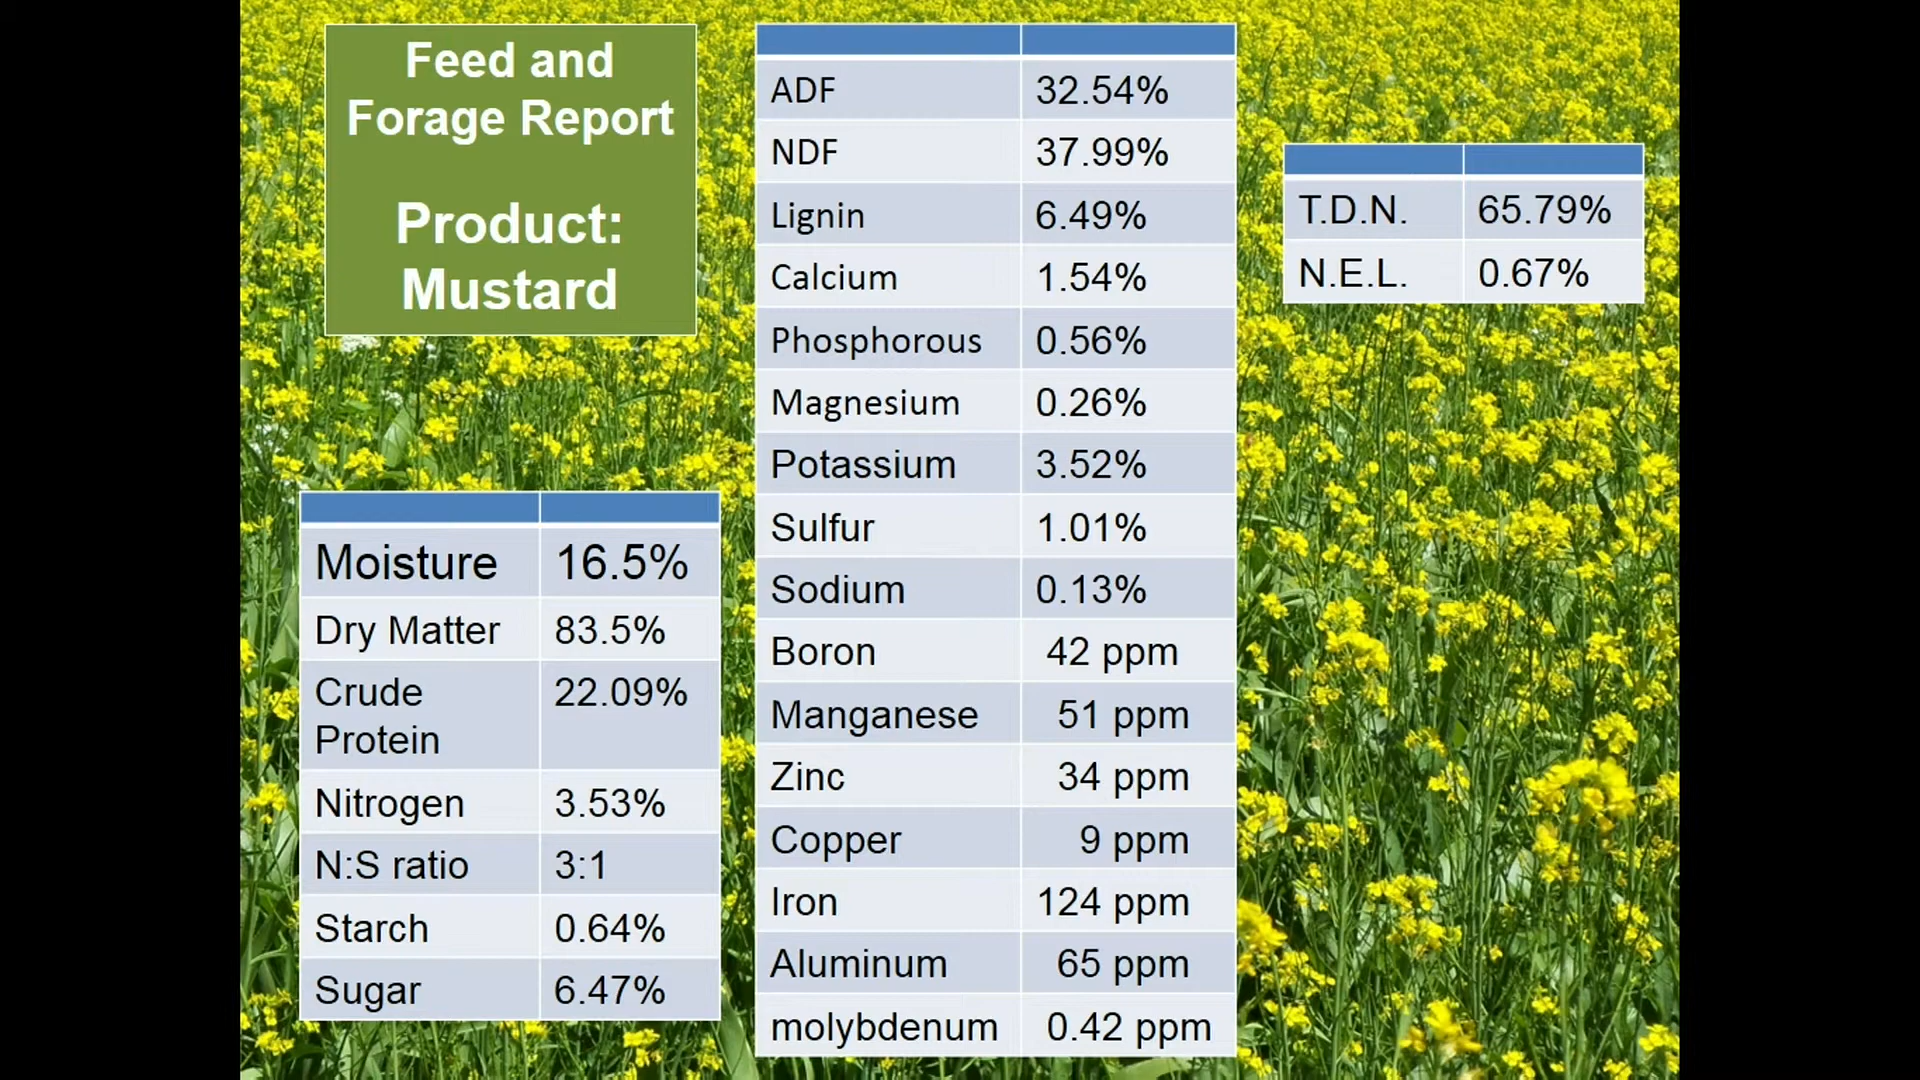 Feed and
Forage Report
Product:
Mustard
Moisture 16.5%
Dry Matter 83.5%
Crude 22.09%
Protein
Nitrogen 3.53%
N:S ratio 3:1
Starch 0.64%
Sugar 6.47%
ADF 32.54%
NDF 37.99%
Lignin 6.49%
Calcium 1.54%
Phosphorous 0.56%
Magnesium 0.26%
Potassium 3.52%
Sulfur 1.01%
Sodium 0.13%
Boron 42 ppm
Manganese 51 ppm
Zinc 34 ppm
Copper 9 ppm
Iron 124 ppm
Aluminum 65 ppm
molybdenum 0.42 ppm
T.D.N. 65.79%
N.E.L. 0.67%